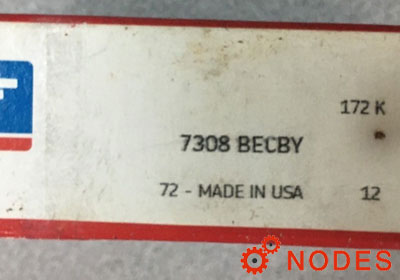 172 K
7308 BECBY
72 - MADE IN USA 12
NODES